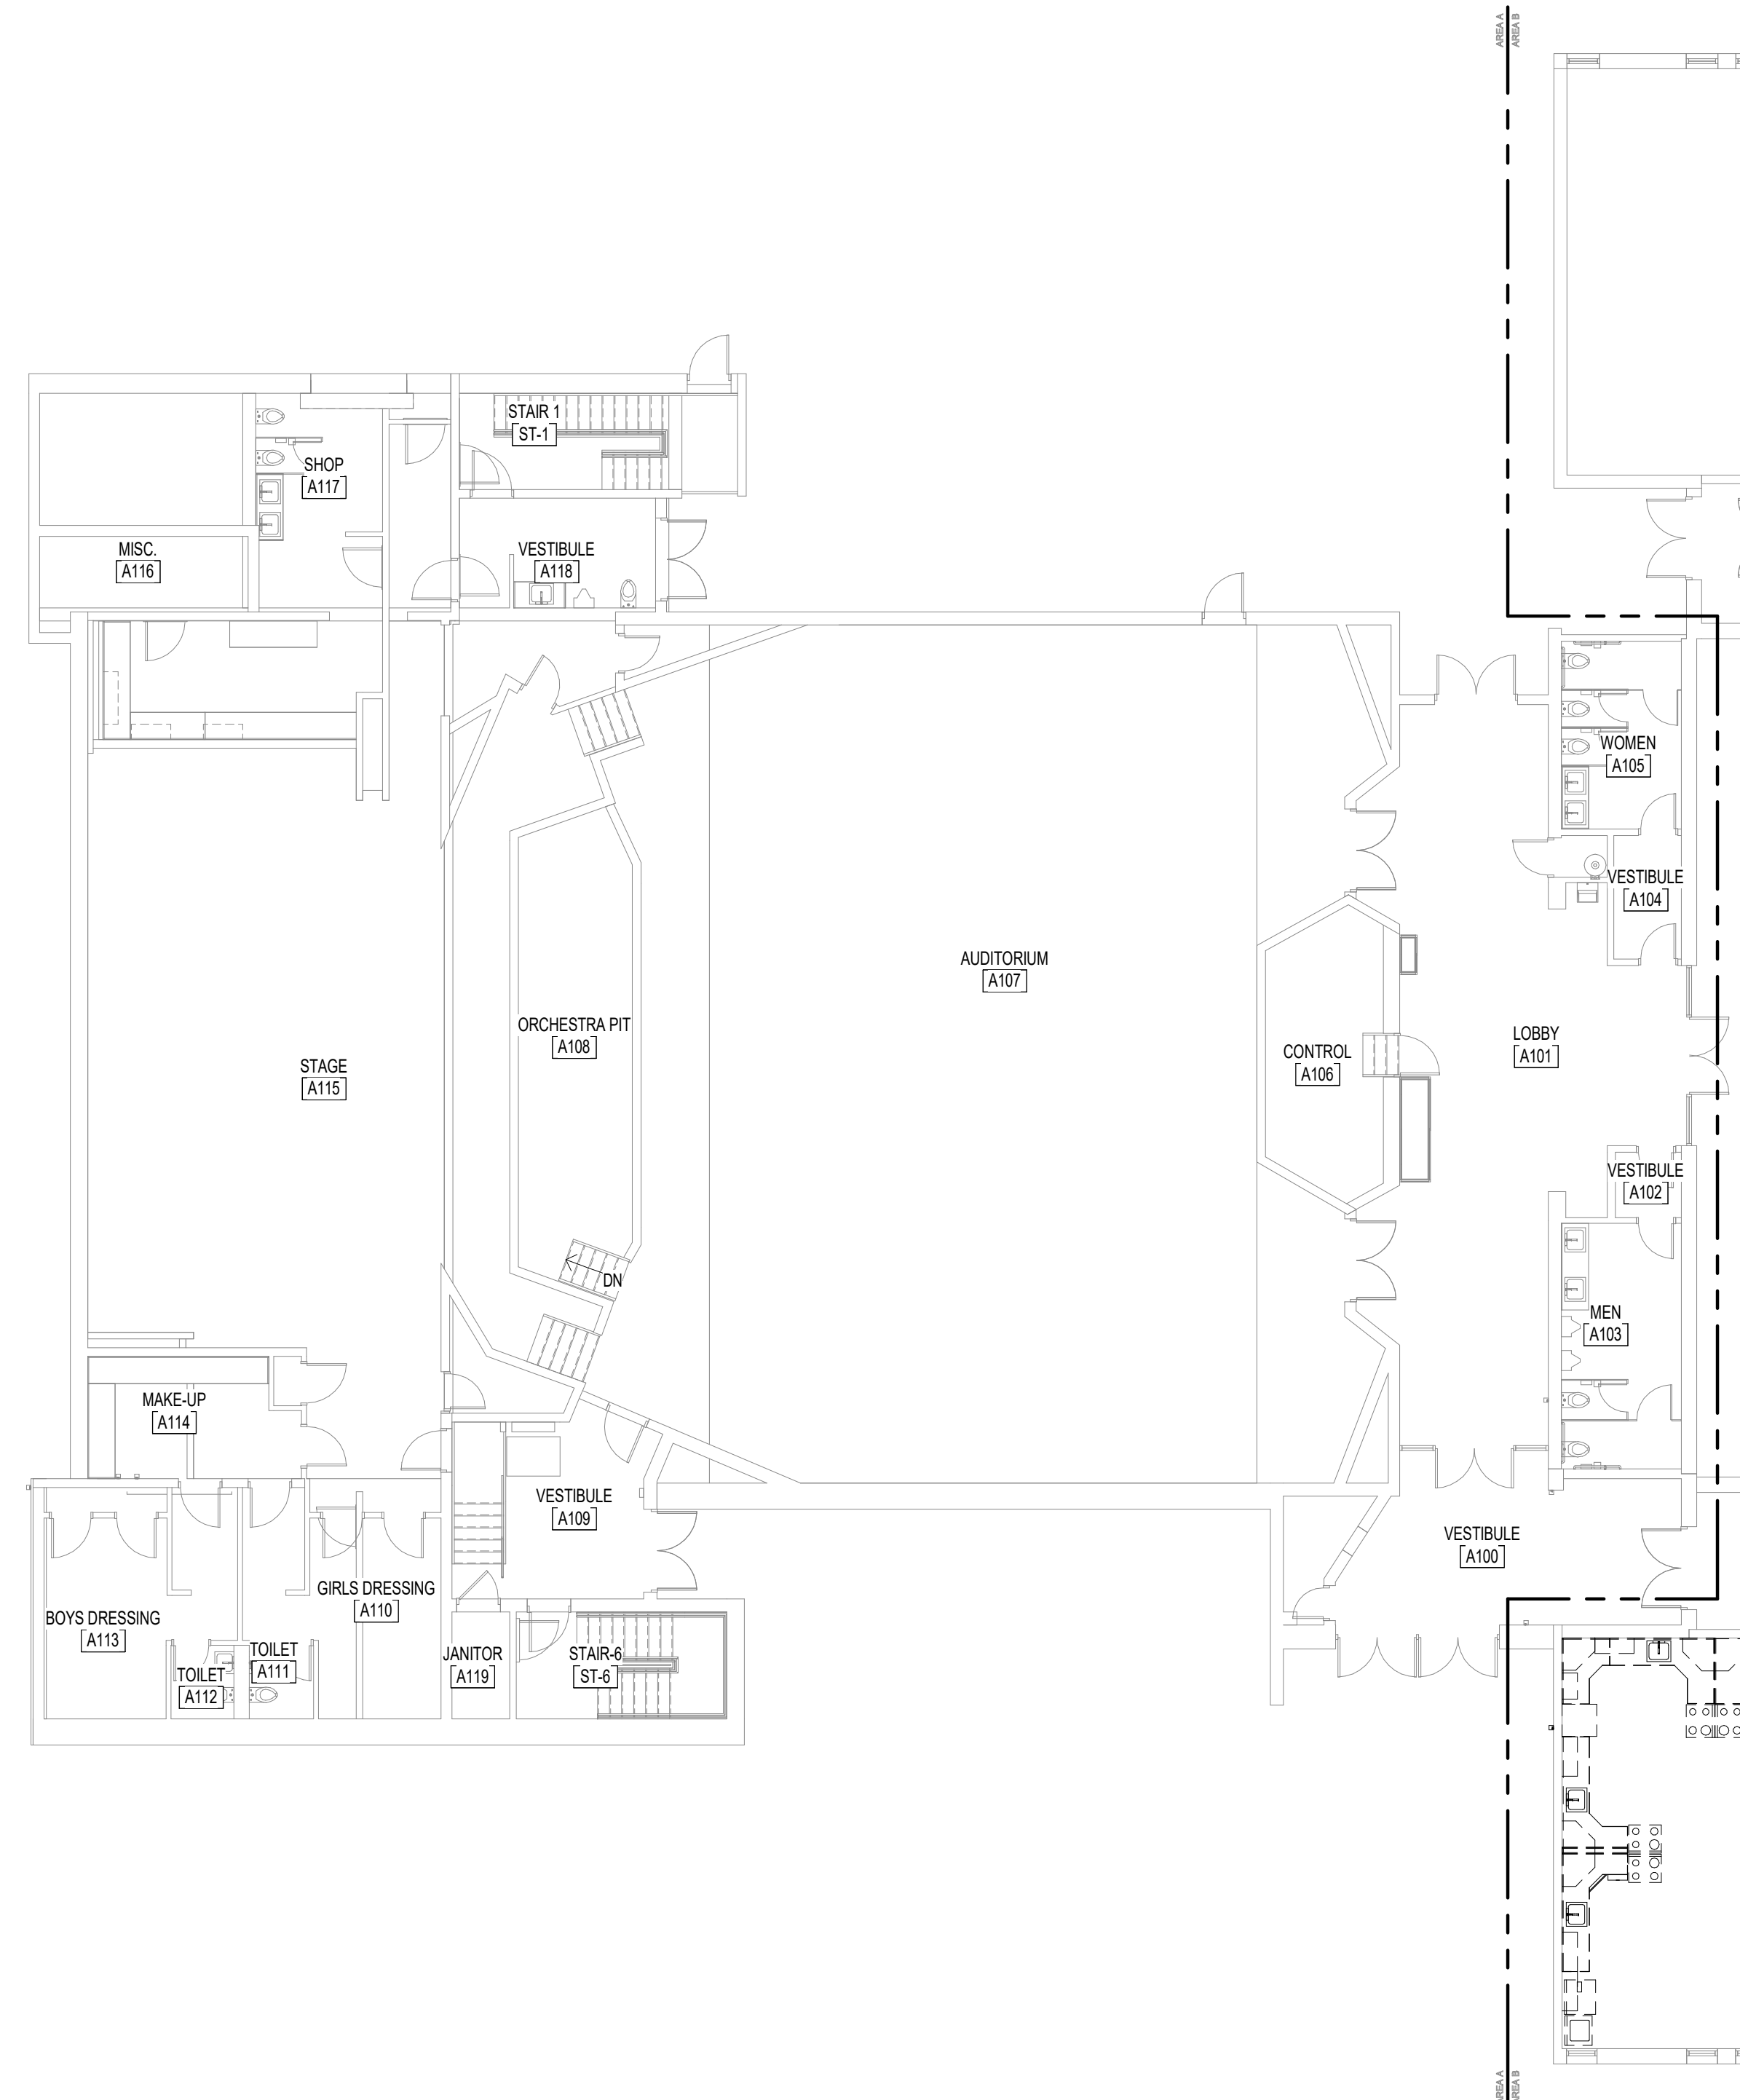 AREA A
AREA B
STAIR 1
ST-1
SHOP
A117
MISC.
A116
VESTIBULE
A118
WOMEN
A105
VESTIBULE
A104
AUDITORIUM
A107
ORCHESTRA PIT
A108
LOBBY
A101
CONTROL
A106
STAGE
A115
VESTIBULE
A102
DN
MEN
A103
MAKE-UP
A114
VESTIBULE
A109
VESTIBULE
A100
GIRLS DRESSING
A110
BOYS DRESSING
A113
TOILET
A111
TOILET
A112
JANITOR
A119
STAIR-6
ST-6
AREA A
AREA B